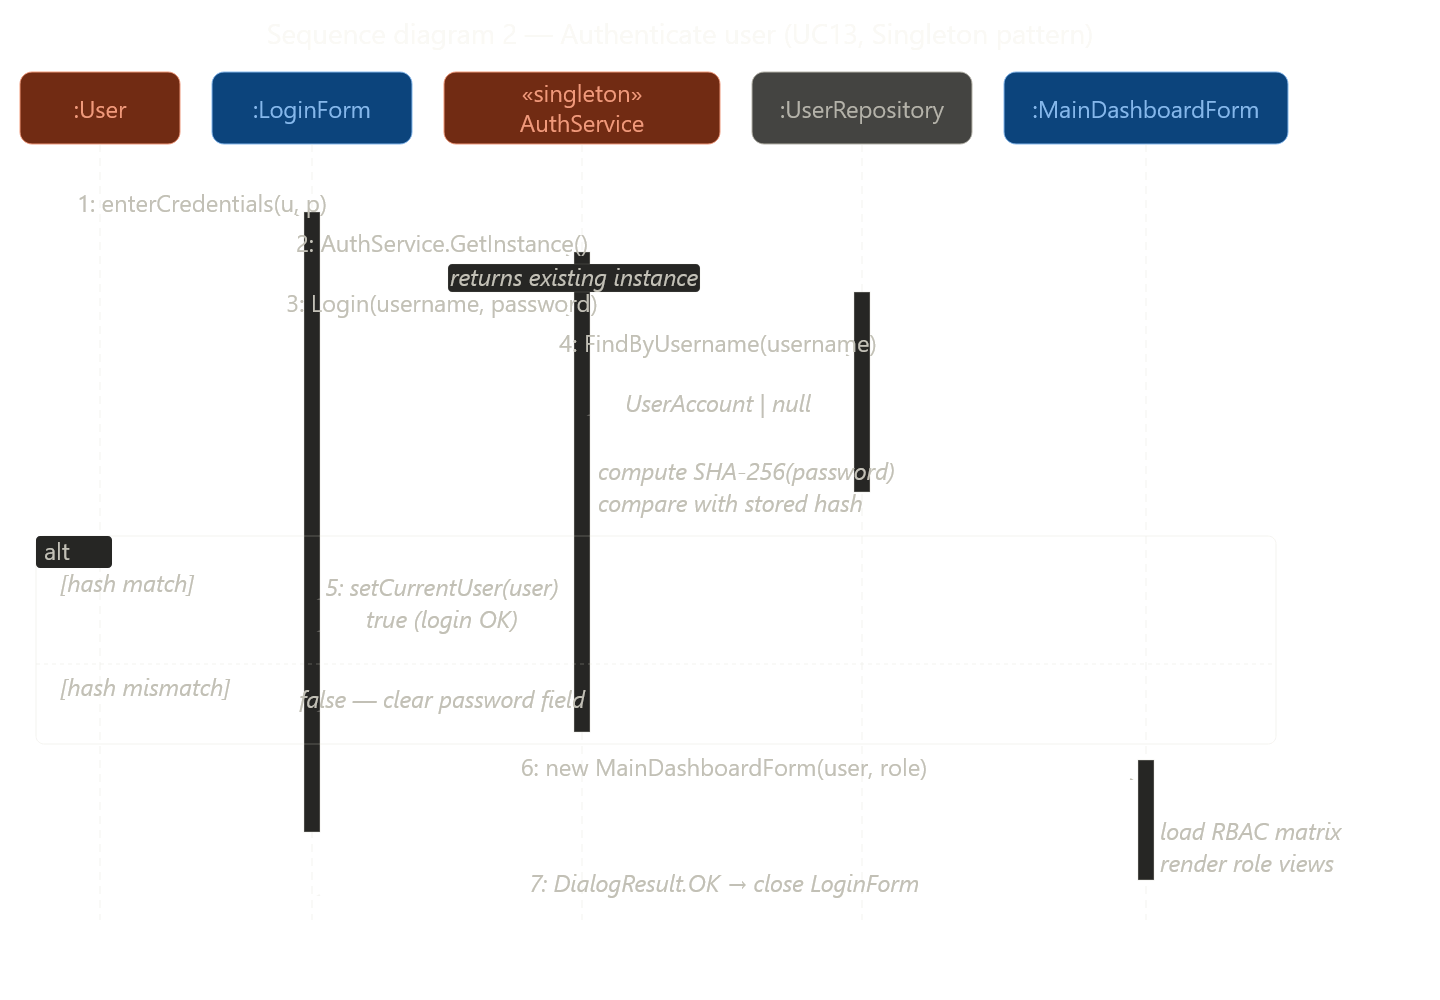 Sequence diagram 2 — Authenticate user (UC13, Singleton pattern)
:User
:LoginForm
«singleton»
AuthService
:UserRepository
:MainDashboardForm
1: enterCredentials(u, p)
2: AuthService.GetInstance()
returns existing instance
3: Login(username, password)
4: FindByUsername(username)
UserAccount | null
compute SHA-256(password)
compare with stored hash
alt
[hash match]
5: setCurrentUser(user)
true (login OK)
[hash mismatch]
false — clear password field
6: new MainDashboardForm(user, role)
load RBAC matrix
render role views
7: DialogResult.OK → close LoginForm